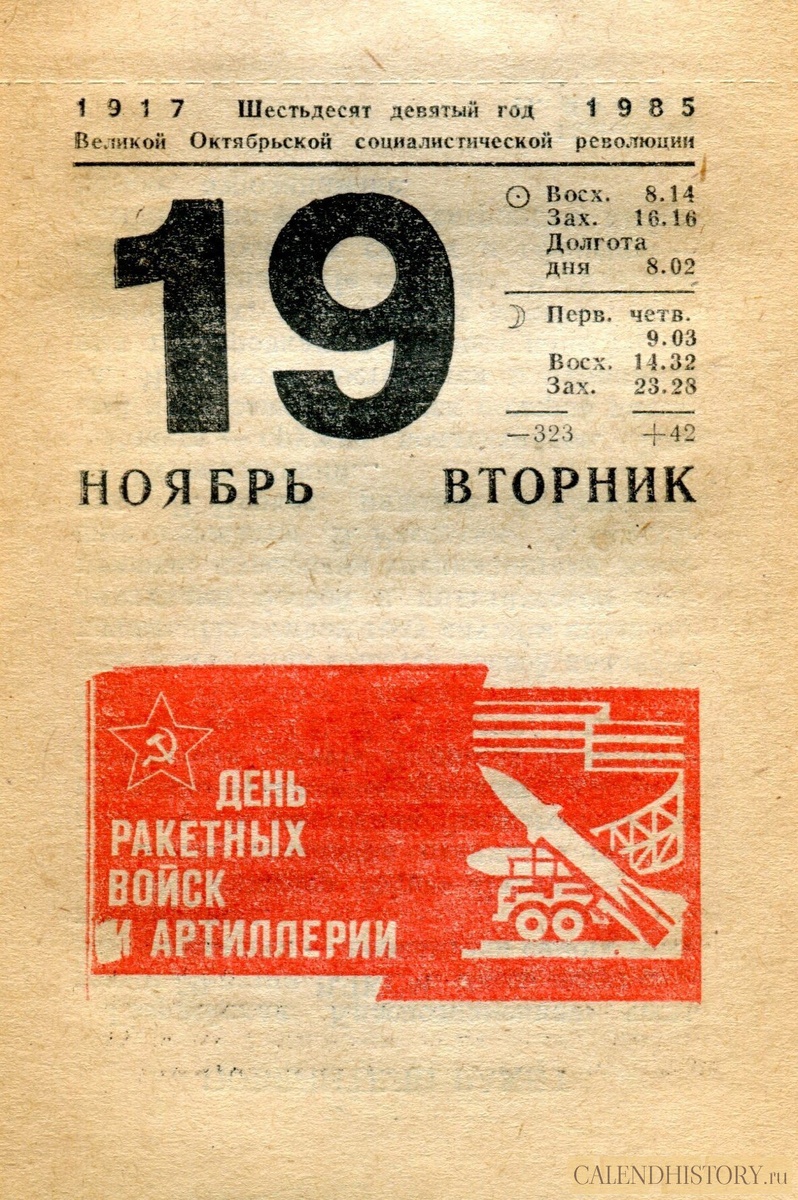 1917 Шестьдесят девятый год 1985
Великой Октябрьской социалистической революции
19
Восх. 8.14
Зах. 16.16
Долгота
дня 8.02
Перв. четв.
9.03
Восх. 14.32
Зах. 23.28
—323 +42
НОЯБРЬ ВТОРНИК
ДЕНЬ
РАКЕТНЫХ
ВОЙСК
И АРТИЛЛЕРИИ
CALENDHISTORY.ru